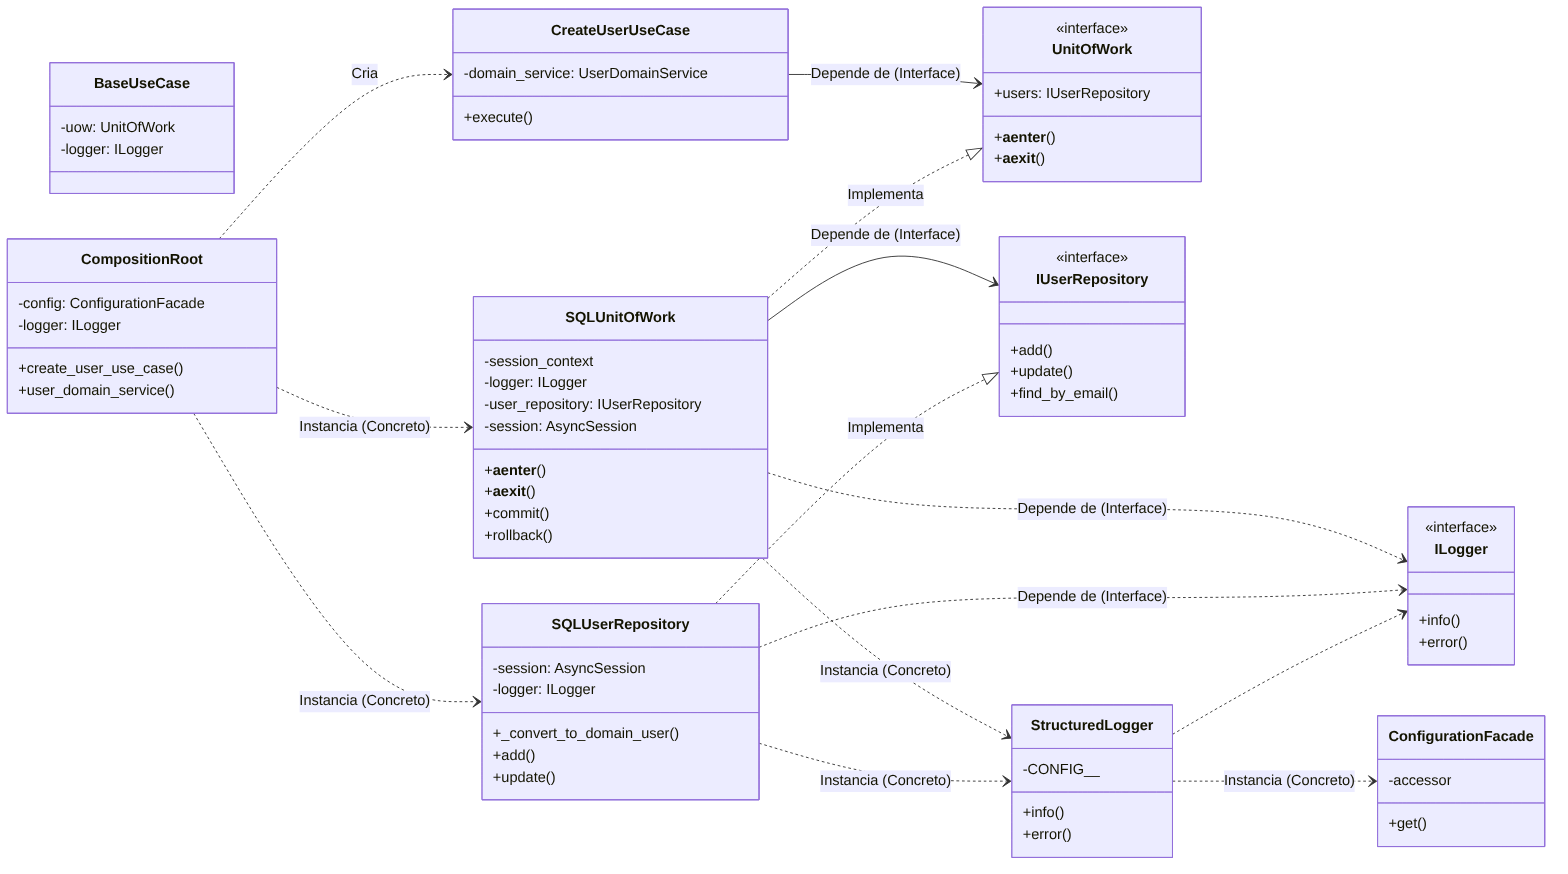 BaseUseCase
-uow: UnitOfWork
-logger: ILogger
CompositionRoot
-config: ConfigurationFacade
-logger: ILogger
+create_user_use_case()
+user_domain_service()
Cria
Instancia (Concreto)
Instancia (Concreto)
CreateUserUseCase
-domain_service: UserDomainService
+execute()
SQLUnitOfWork
-session_context
-logger: ILogger
-user_repository: IUserRepository
-session: AsyncSession
+aenter()
+aexit()
+commit()
+rollback()
SQLUserRepository
-session: AsyncSession
-logger: ILogger
+_convert_to_domain_user()
+add()
+update()
Depende de (Interface)
Implementa
Depende de (Interface)
Implementa
Instancia (Concreto)
Instancia (Concreto)
«interface»
UnitOfWork
+users: IUserRepository
+aenter()
+aexit()
«interface»
IUserRepository
+add()
+update()
+find_by_email()
Depende de (Interface)
Depende de (Interface)
StructuredLogger
-CONFIG__
+info()
+error()
Instancia (Concreto)
«interface»
ILogger
+info()
+error()
ConfigurationFacade
-accessor
+get()